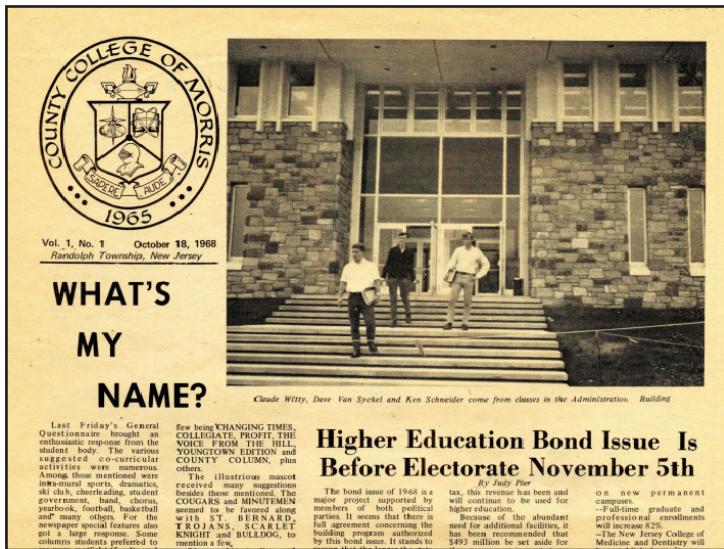 COUNTY COLLEGE OF MORRIS
SAPERE AUDE
1965
Vol. 1, No. 1 October 18, 1968
Randolph Township, New Jersey
WHAT'S
MY
NAME?
Claude Witty, Dave Van Syckel and Ken Schneider come from classes in the Administration Building
Last Friday's General
Questionnaire brought an
enthusiastic response from the
student body. The various
suggested co-curricular
activities were numerous.
Among those mentioned were
intra-mural sports, dramatics,
ski club, cheerleading, student
government, band, chorus,
yearbook, football, basketball
and many others. For the
newspaper special features also
got a large response. Some
columns students preferred to
few being CHANGING TIMES,
COLLEGIATE, PROFIT, THE
VOICE FROM THE HILL,
YOUNGTOWN EDITION and
COUNTY COLUMN, plus
others.
The illustrious mascot
received many suggestions
besides those mentioned. The
COUGARS and MINUTEMEN
seemed to be favored along
with ST. BERNARD,
TROJANS, SCARLET
KNIGHT and BULLDOG, to
mention a few.
Higher Education Bond Issue Is
Before Electorate November 5th
By Judy Pier
The bond issue of 1968 is a
major project supported by
members of both political
parties. It seems that there is
full agreement concerning the
building program authorized
by this bond issue. It stands to
tax, this revenue has been and
will continue to be used for
higher education.
Because of the abundant
need for additional facilities, it
has been recommended that
$493 million be set aside for
on new permanent
campuses.
--Full-time graduate and
professional enrollments
will increase 82%.
--The New Jersey College of
Medicine and Dentistry will